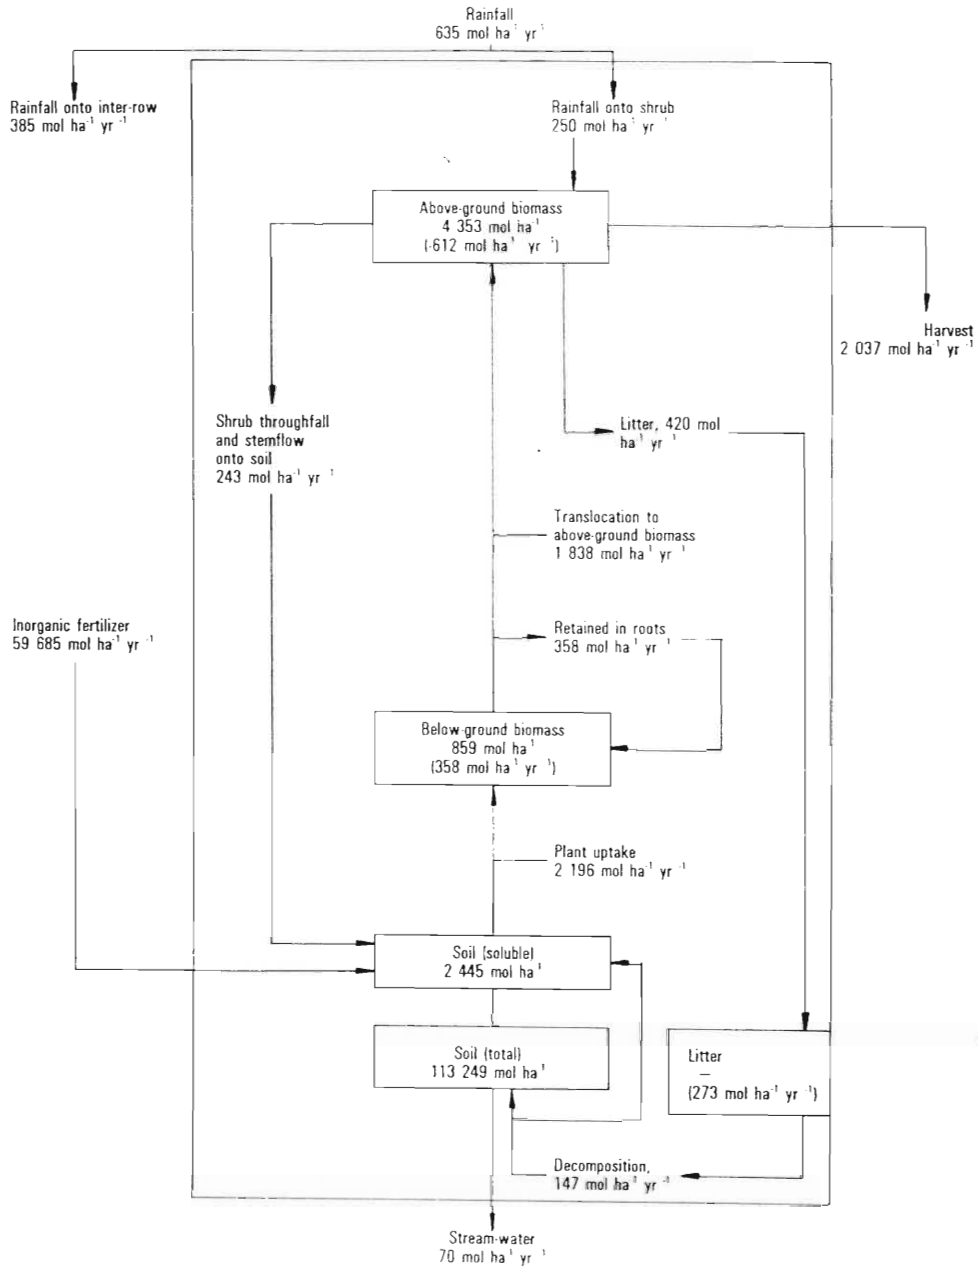 Rainfall
635 mol ha⁻¹ yr⁻¹
Rainfall onto inter-row
385 mol ha⁻¹ yr⁻¹
Rainfall onto shrub
250 mol ha⁻¹ yr⁻¹
Above-ground biomass
4 353 mol ha⁻¹
(-612 mol ha⁻¹ yr⁻¹)
Harvest
2 037 mol ha⁻¹ yr⁻¹
Shrub throughfall
and stemflow
onto soil
243 mol ha⁻¹ yr⁻¹
Litter, 420 mol
ha⁻¹ yr⁻¹
Translocation to
above-ground biomass
1 838 mol ha⁻¹ yr⁻¹
Inorganic fertilizer
59 685 mol ha⁻¹ yr⁻¹
Retained in roots
358 mol ha⁻¹ yr⁻¹
Below-ground biomass
859 mol ha⁻¹
(358 mol ha⁻¹ yr⁻¹)
Plant uptake
2 196 mol ha⁻¹ yr⁻¹
Soil (soluble)
2 445 mol ha⁻¹
Soil (total)
113 249 mol ha⁻¹
Litter
—
(273 mol ha⁻¹ yr⁻¹)
Decomposition,
147 mol ha⁻¹ yr⁻¹
Stream-water
70 mol ha⁻¹ yr⁻¹